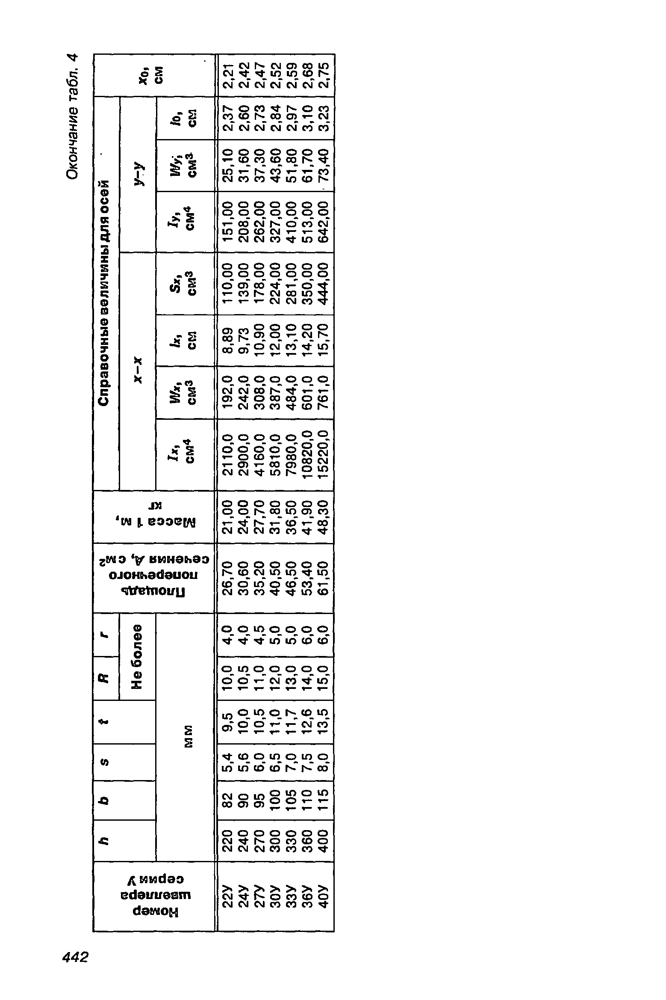 442
Окончание табл. 4
Номер швеллера серии У | h | b | s | t | R | r | Площадь поперечного сечения А, см² | Масса 1 м, кг | Справочные величины для осей | x₀, см
Не более | x–x | y–y
мм | Ix, см⁴ | Wx, см³ | ix, см | Sx, см³ | Iy, см⁴ | Wy, см³ | i₀, см
22У 220 82 5,4 9,5 10,0 4,0 26,70 21,00 2110,0 192,0 8,89 110,00 151,00 25,10 2,37 2,21
24У 240 90 5,6 10,0 10,5 4,0 30,60 24,00 2900,0 242,0 9,73 139,00 208,00 31,60 2,60 2,42
27У 270 95 6,0 10,5 11,0 4,5 35,20 27,70 4160,0 308,0 10,90 178,00 262,00 37,30 2,73 2,47
30У 300 100 6,5 11,0 12,0 5,0 40,50 31,80 5810,0 387,0 12,00 224,00 327,00 43,60 2,84 2,52
33У 330 105 7,0 11,7 13,0 5,0 46,50 36,50 7980,0 484,0 13,10 281,00 410,00 51,80 2,97 2,59
36У 360 110 7,5 12,6 14,0 6,0 53,40 41,90 10820,0 601,0 14,20 350,00 513,00 61,70 3,10 2,68
40У 400 115 8,0 13,5 15,0 6,0 61,50 48,30 15220,0 761,0 15,70 444,00 642,00 73,40 3,23 2,75